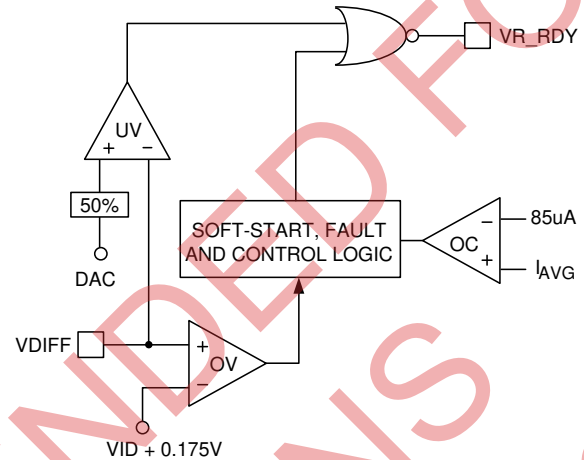 VR_RDY
UV
+ −
50%
DAC
SOFT-START, FAULT
AND CONTROL LOGIC
− 85uA
OC
+ IAVG
VDIFF
+
OV
−
VID + 0.175V